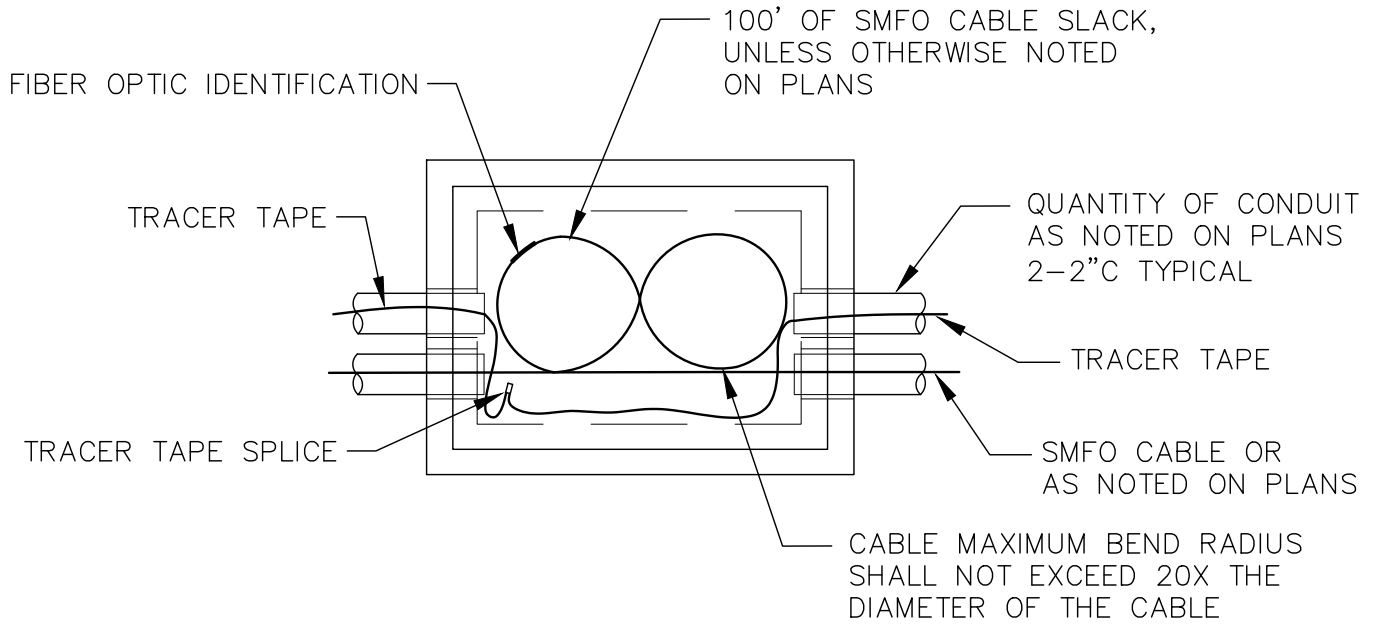 100' OF SMFO CABLE SLACK,
UNLESS OTHERWISE NOTED
ON PLANS
FIBER OPTIC IDENTIFICATION
TRACER TAPE
QUANTITY OF CONDUIT
AS NOTED ON PLANS
2–2"C TYPICAL
TRACER TAPE
TRACER TAPE SPLICE
SMFO CABLE OR
AS NOTED ON PLANS
CABLE MAXIMUM BEND RADIUS
SHALL NOT EXCEED 20X THE
DIAMETER OF THE CABLE